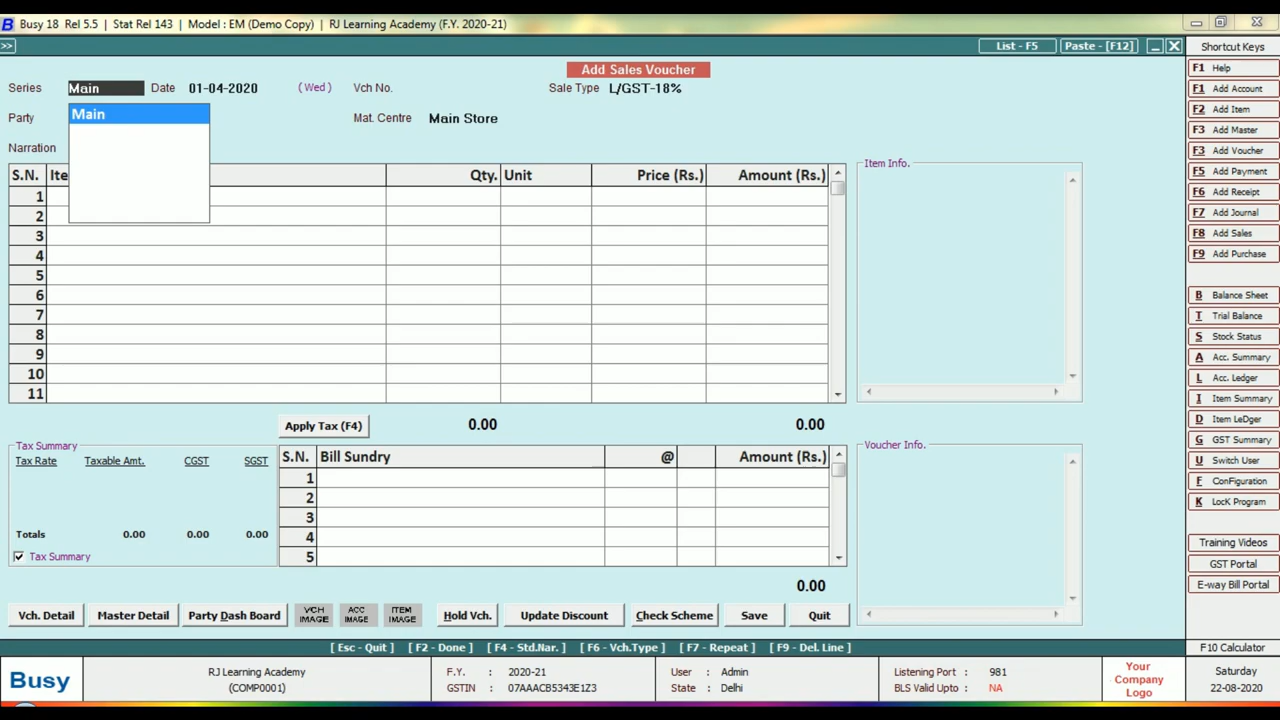 Busy 18 Rel 5.5 | Stat Rel 143 | Model : EM (Demo Copy) | RJ Learning Academy (F.Y. 2020-21)
>> List - F5 Paste - [F12] Shortcut Keys
Add Sales Voucher
Series Main Date 01-04-2020 (Wed) Vch No. Sale Type L/GST-18%
Main
Party Mat. Centre Main Store
Narration
S.N. Ite Qty. Unit Price (Rs.) Amount (Rs.)
1
2
3
4
5
6
7
8
9
10
11
Item Info.
Apply Tax (F4) 0.00 0.00
Tax Summary
Tax Rate Taxable Amt. CGST SGST
Totals 0.00 0.00 0.00
Tax Summary
S.N. Bill Sundry @ Amount (Rs.)
1
2
3
4
5
0.00
Voucher Info.
Vch. Detail Master Detail Party Dash Board VCH IMAGE ACC IMAGE ITEM IMAGE Hold Vch. Update Discount Check Scheme Save Quit
[ Esc - Quit ] [ F2 - Done ] [ F4 - Std.Nar. ] [ F6 - Vch.Type ] [ F7 - Repeat ] [ F9 - Del. Line ]
F1 Help
F1 Add Account
F2 Add Item
F3 Add Master
F3 Add Voucher
F5 Add Payment
F6 Add Receipt
F7 Add Journal
F8 Add Sales
F9 Add Purchase
B Balance Sheet
T Trial Balance
S Stock Status
A Acc. Summary
L Acc. Ledger
I Item Summary
D Item LeDger
G GST Summary
U Switch User
F ConFiguration
K LocK Program
Training Videos
GST Portal
E-way Bill Portal
F10 Calculator
Busy
RJ Learning Academy
(COMP0001)
F.Y. : 2020-21
GSTIN : 07AAACB5343E1Z3
User : Admin
State : Delhi
Listening Port : 981
BLS Valid Upto : NA
Your
Company
Logo
Saturday
22-08-2020